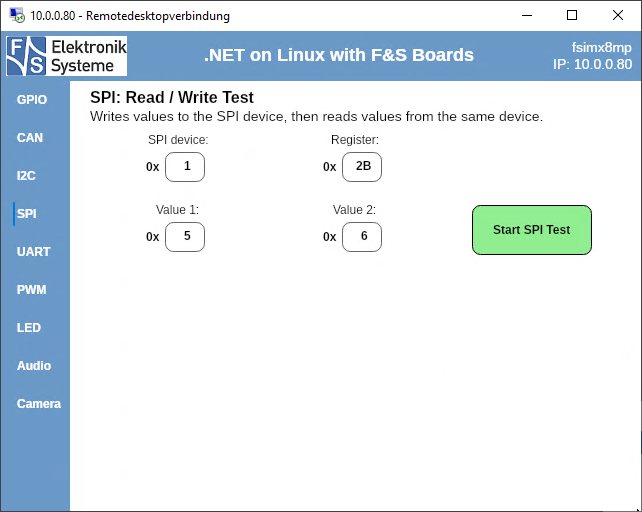 10.0.0.80 - Remotedesktopverbindung
F&S Elektronik Systeme
.NET on Linux with F&S Boards
fsimx8mp
IP: 10.0.0.80
GPIO
CAN
I2C
SPI
UART
PWM
LED
Audio
Camera
SPI: Read / Write Test
Writes values to the SPI device, then reads values from the same device.
SPI device: Register:
0x 1 0x 2B
Value 1: Value 2:
0x 5 0x 6
Start SPI Test